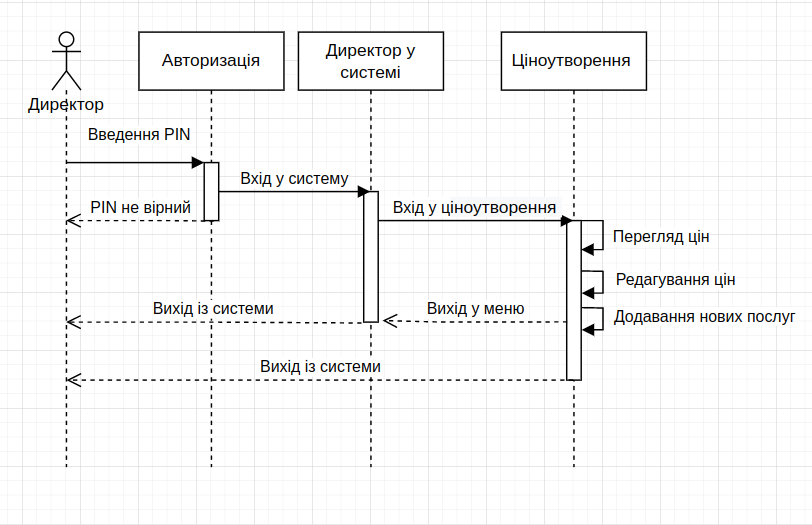 Авторизація
Директор у
системі
Ціноутворення
Директор
Введення PIN
Вхід у систему
PIN не вірний
Вхід у ціноутворення
Перегляд цін
Редагування цін
Вихід із системи
Вихід у меню
Додавання нових послуг
Вихід із системи